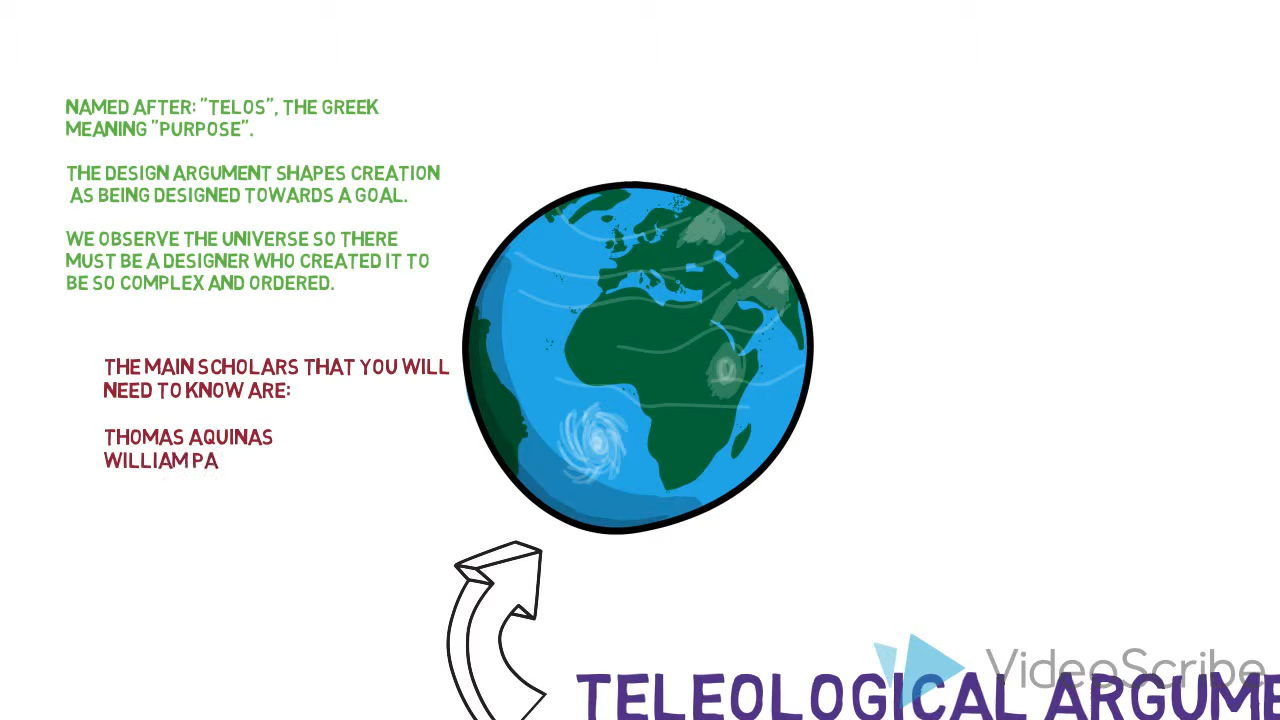 NAMED AFTER: "TELOS", THE GREEK
MEANING "PURPOSE".
THE DESIGN ARGUMENT SHAPES CREATION
AS BEING DESIGNED TOWARDS A GOAL.
WE OBSERVE THE UNIVERSE SO THERE
MUST BE A DESIGNER WHO CREATED IT TO
BE SO COMPLEX AND ORDERED.
THE MAIN SCHOLARS THAT YOU WILL
NEED TO KNOW ARE:
THOMAS AQUINAS
WILLIAM PA
TELEOLOGICAL ARGUME
VideoScribe